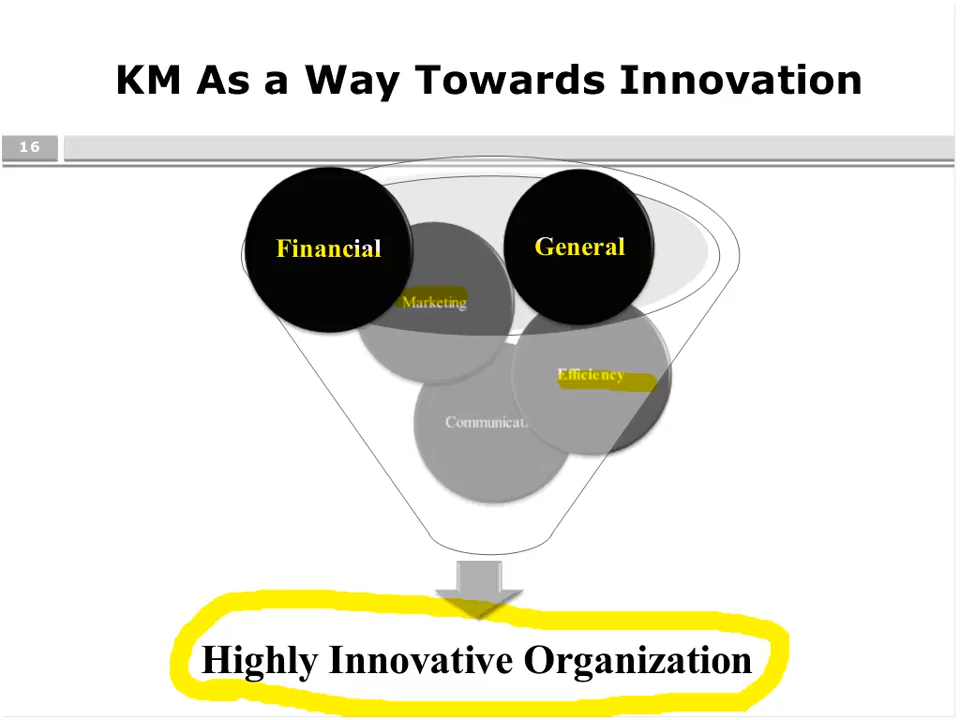 KM As a Way Towards Innovation
16
Financial
General
Marketing
Efficiency
Highly Innovative Organization